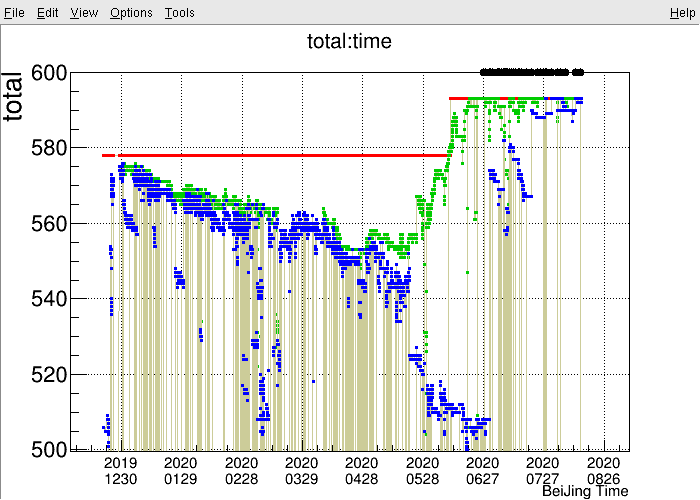 File Edit View Options Tools Help
total:time
total
600
580
560
540
520
500
2019 2020 2020 2020 2020 2020 2020 2020 2020
1230 0129 0228 0329 0428 0528 0627 0727 0826
BeiJing Time